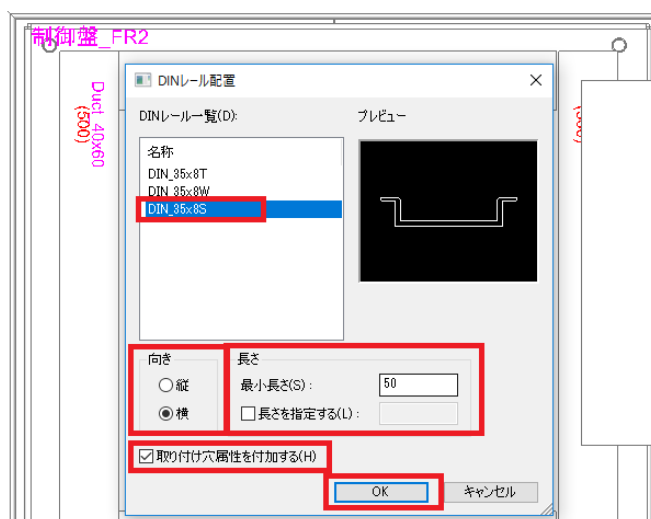 制御盤_FR2
Duct 40x60
(500)
DINレール配置
DINレール一覧(D):
プレビュー
名称
DIN_35x8T
DIN_35x8W
DIN_35x8S
向き
縦
横
長さ
最小長さ(S) :
50
長さを指定する(L) :
取り付け穴属性を付加する(H)
OK
キャンセル